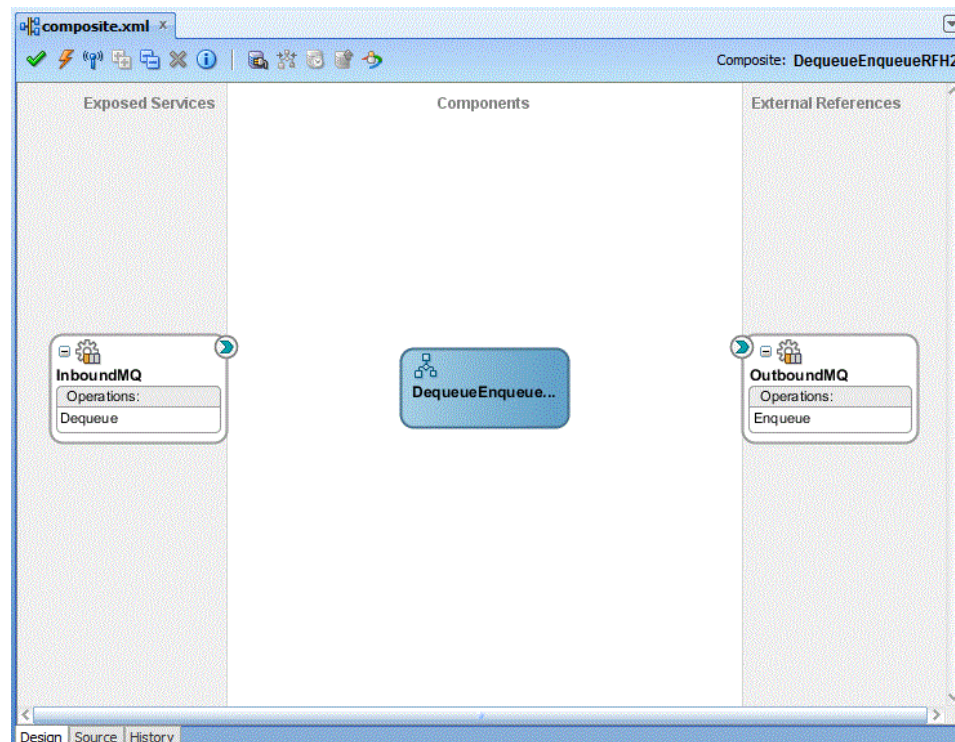 composite.xml
Composite: DequeueEnqueueRFH2
Exposed Services
Components
External References
InboundMQ
Operations:
Dequeue
DequeueEnqueue...
OutboundMQ
Operations:
Enqueue
Design Source History